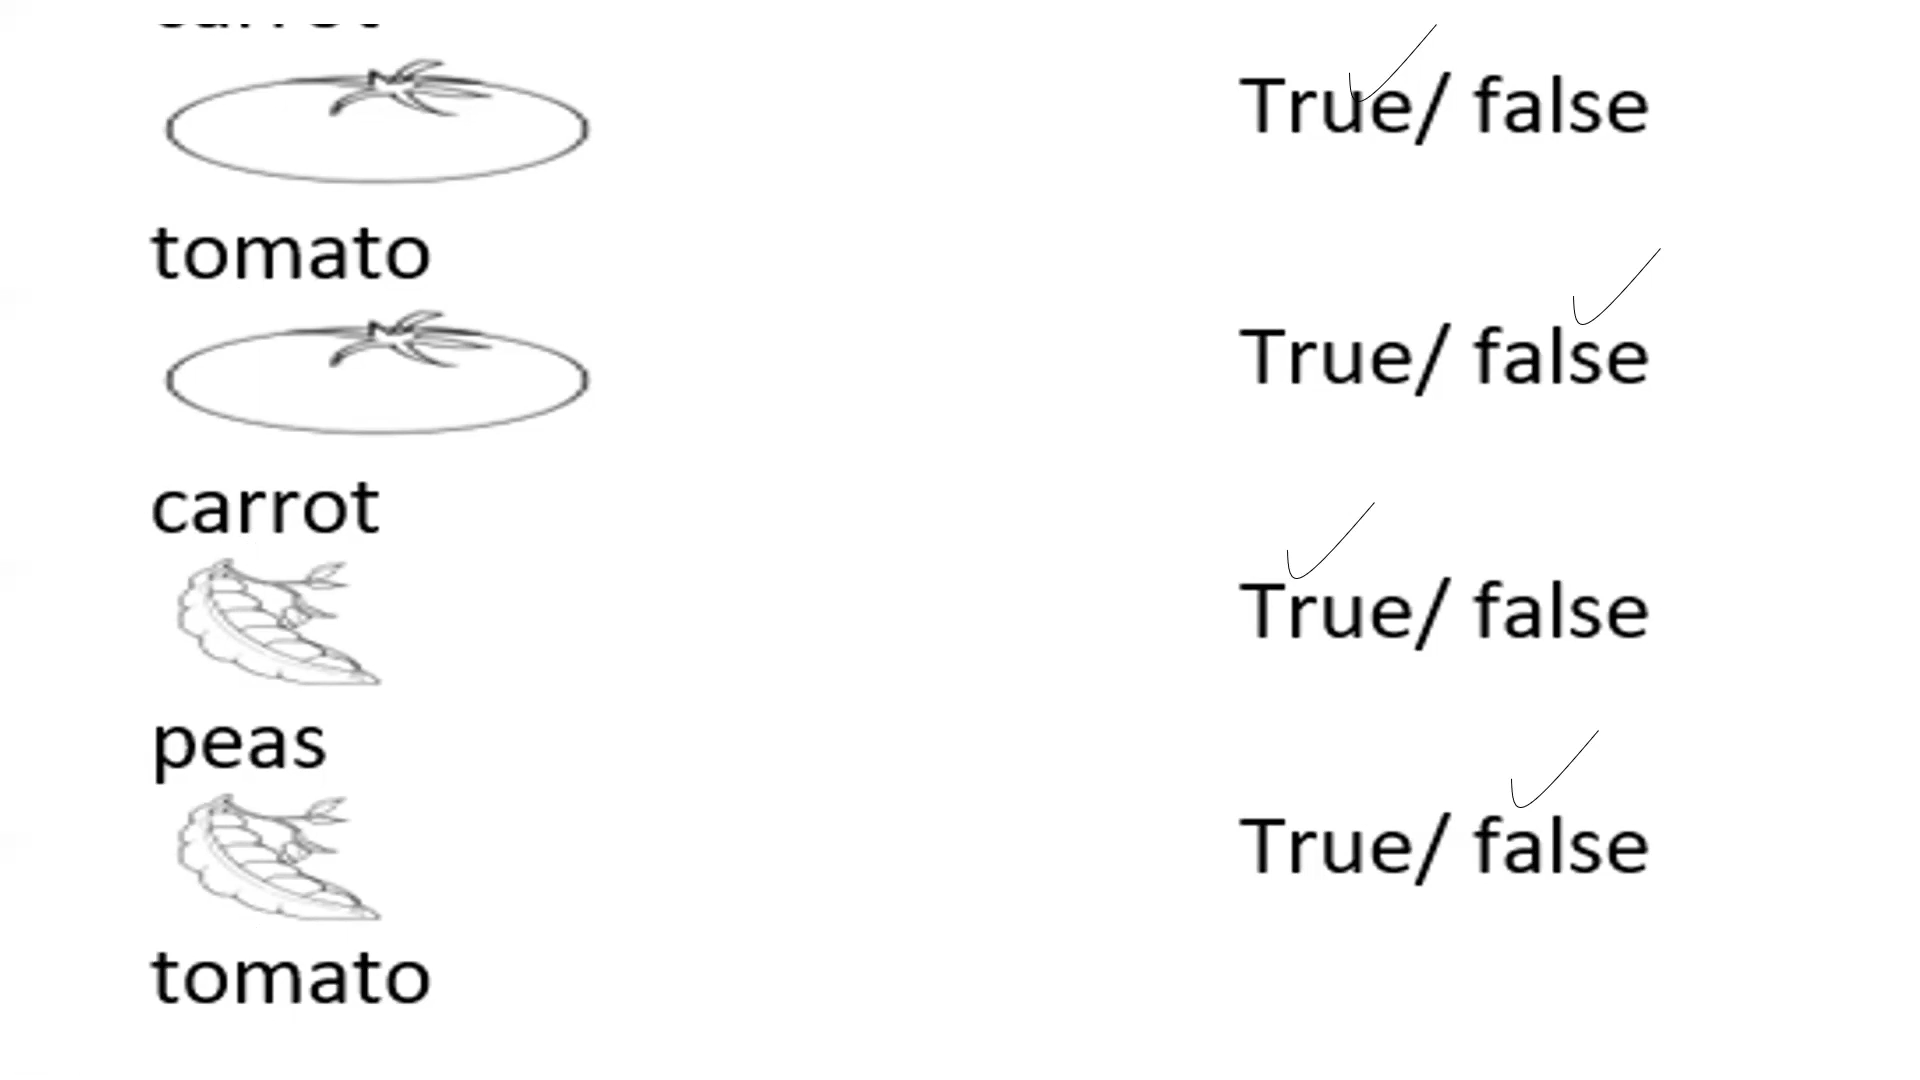 True/ false
tomato
True/ false
carrot
True/ false
peas
True/ false
tomato